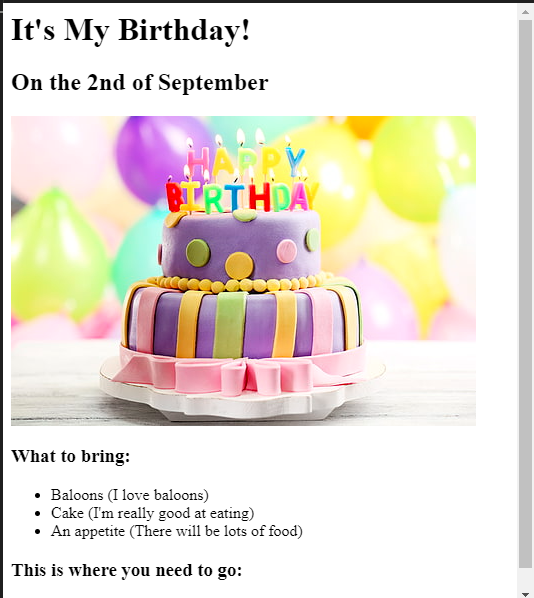 It's My Birthday!
On the 2nd of September
HAPPY
BIRTHDAY
What to bring:
Baloons (I love baloons)
Cake (I'm really good at eating)
An appetite (There will be lots of food)
This is where you need to go: